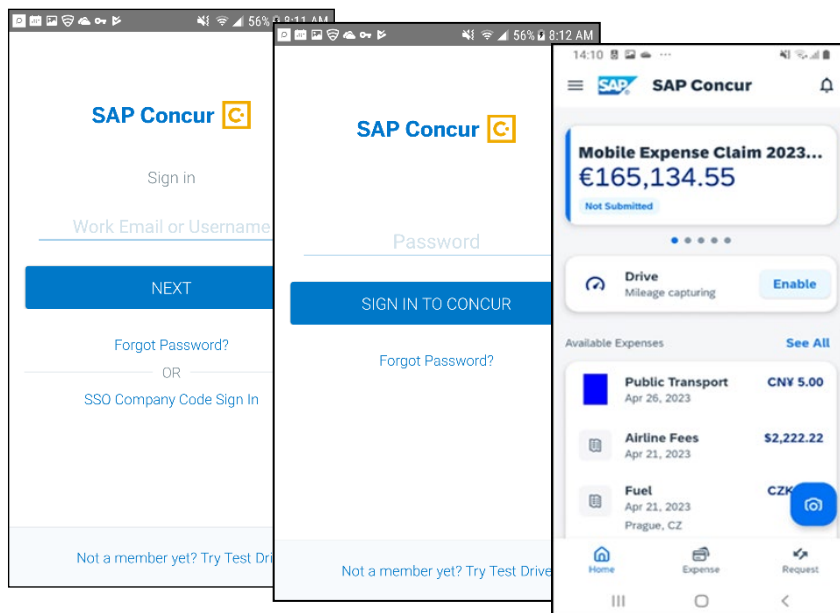 56% 8:11 AM
SAP Concur C
Sign in
Work Email or Username
NEXT
Forgot Password?
OR
SSO Company Code Sign In
Not a member yet? Try Test Dri
56% 8:12 AM
SAP Concur C
Password
SIGN IN TO CONCUR
Forgot Password?
Not a member yet? Try Test Drive
14:10
SAP SAP Concur
Mobile Expense Claim 2023...
€165,134.55
Not Submitted
Drive
Mileage capturing
Enable
Available Expenses See All
Public Transport CN¥ 5.00
Apr 26, 2023
Airline Fees $2,222.22
Apr 21, 2023
Fuel CZK
Apr 21, 2023
Prague, CZ
Home Expense Request